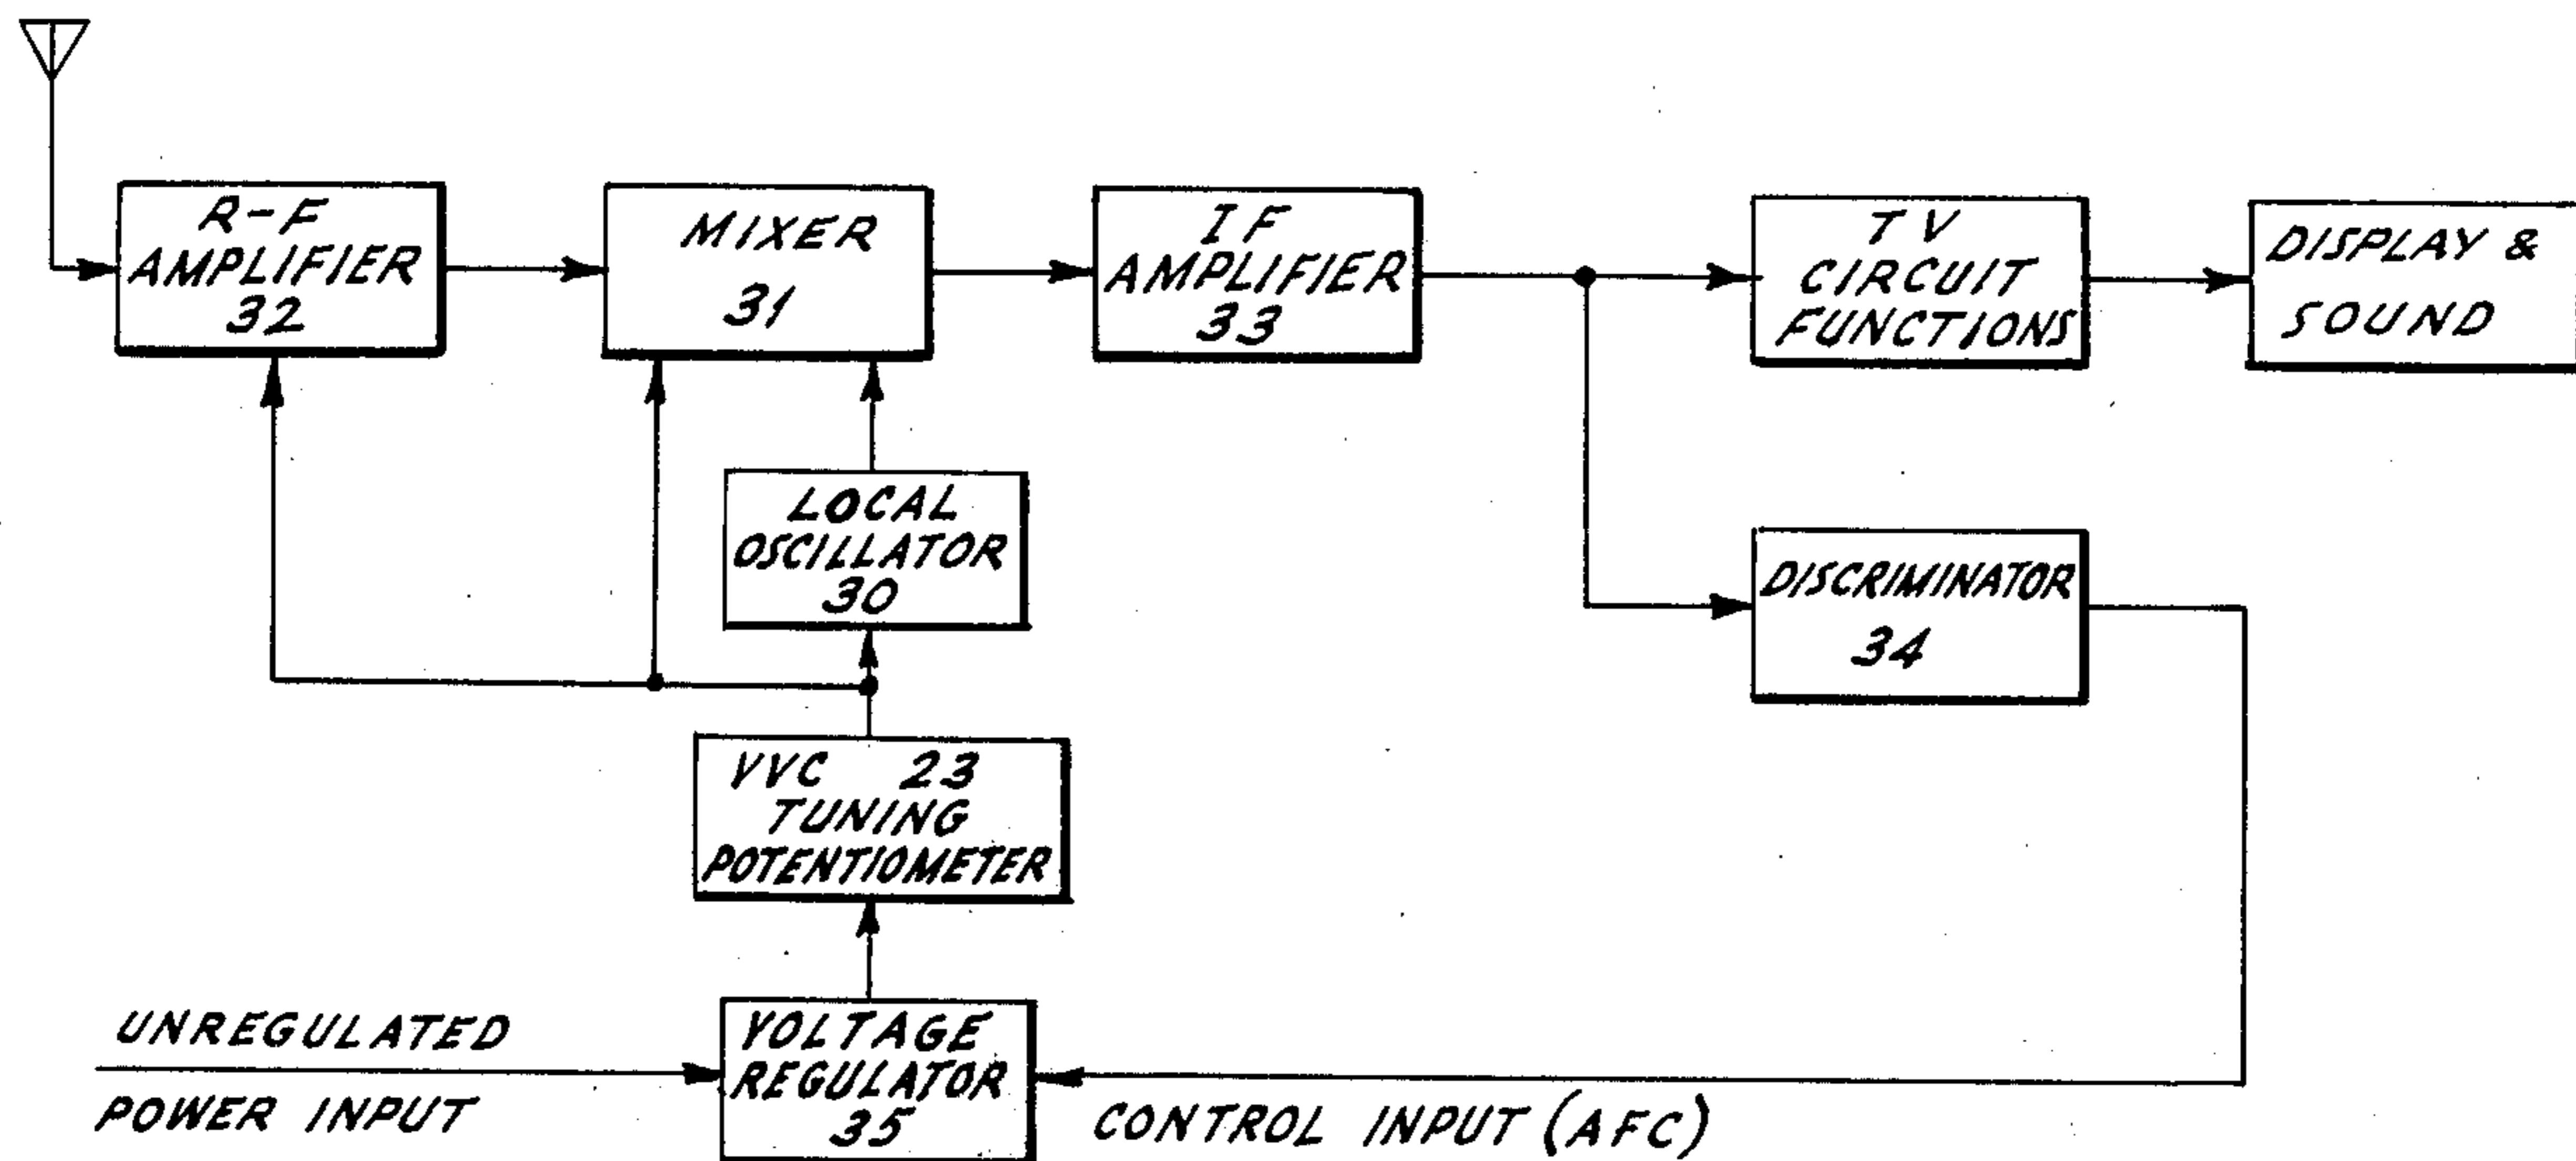 R-F
AMPLIFIER
32
MIXER
31
IF
AMPLIFIER
33
TV
CIRCUIT
FUNCTIONS
DISPLAY &
SOUND
LOCAL
OSCILLATOR
30
DISCRIMINATOR
34
VVC 23
TUNING
POTENTIOMETER
UNREGULATED
POWER INPUT
VOLTAGE
REGULATOR
35
CONTROL INPUT (AFC)